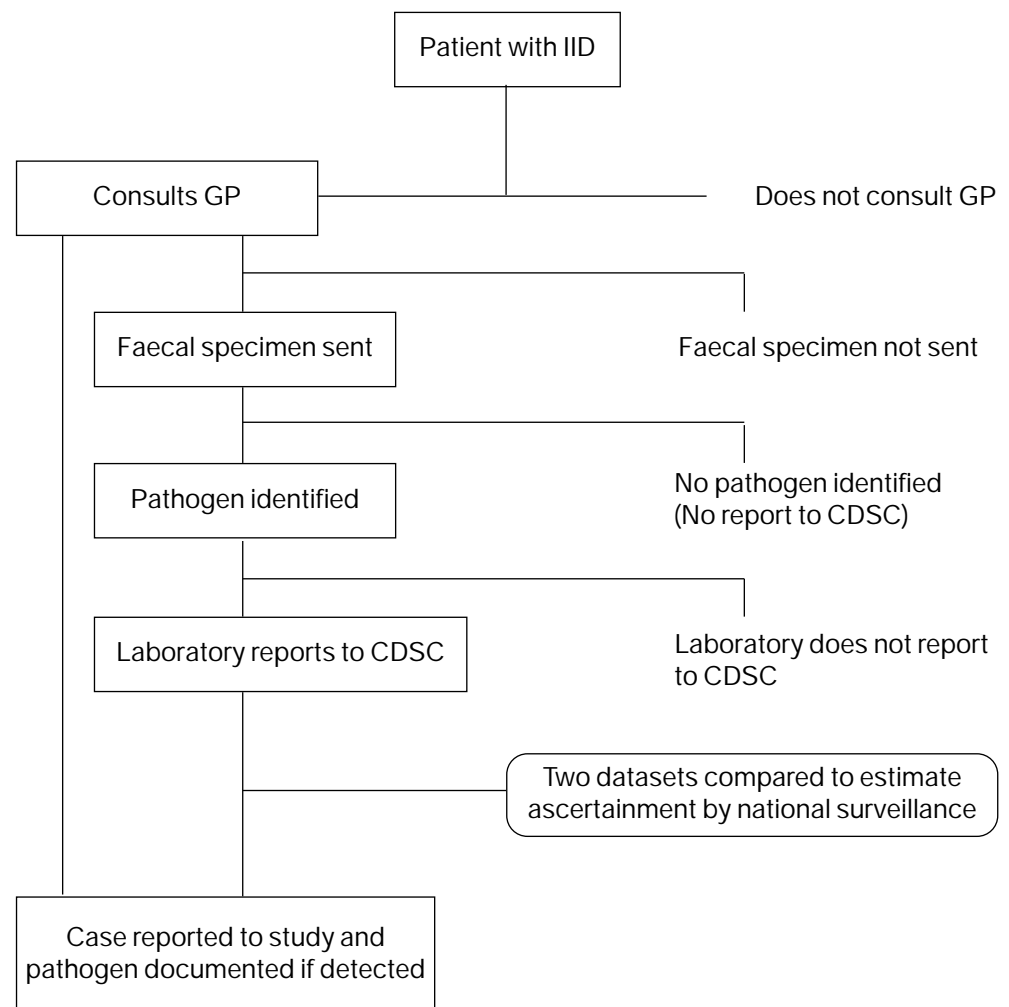 Patient with IID
Consults GP
Does not consult GP
Faecal specimen sent
Faecal specimen not sent
Pathogen identified
No pathogen identified
(No report to CDSC)
Laboratory reports to CDSC
Laboratory does not report
to CDSC
Two datasets compared to estimate
ascertainment by national surveillance
Case reported to study and
pathogen documented if detected